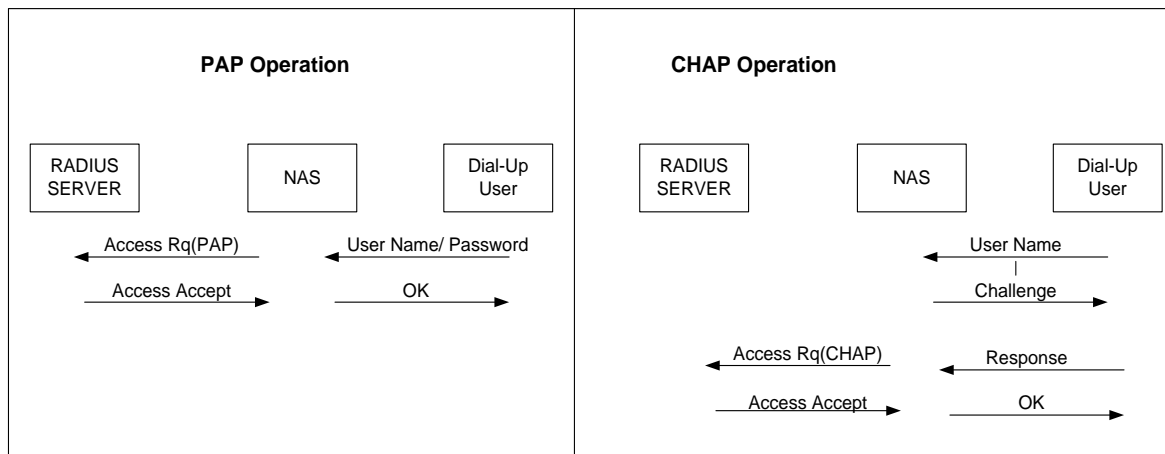 PAP Operation
RADIUS
SERVER
NAS
Dial-Up
User
Access Rq(PAP)
User Name/ Password
Access Accept
OK
CHAP Operation
RADIUS
SERVER
NAS
Dial-Up
User
User Name
Challenge
Access Rq(CHAP)
Response
Access Accept
OK